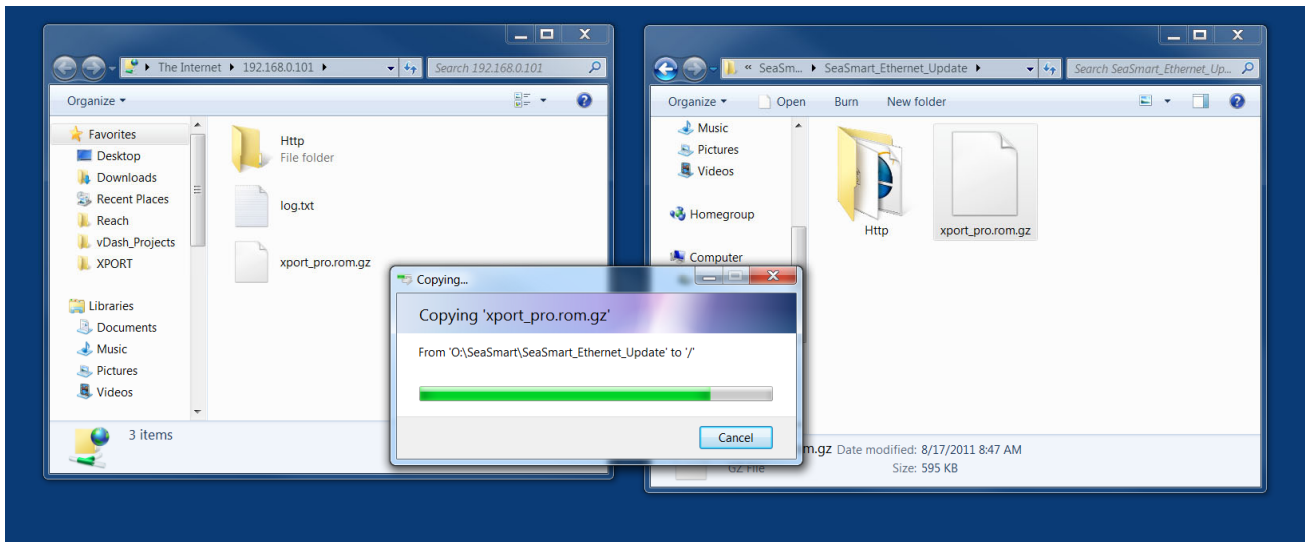 The Internet 192.168.0.101
Search 192.168.0.101
Organize
Favorites
Desktop
Downloads
Recent Places
Reach
vDash_Projects
XPORT
Libraries
Documents
Music
Pictures
Videos
Http
File folder
log.txt
xport_pro.rom.gz
3 items
« SeaSm... SeaSmart_Ethernet_Update
Search SeaSmart_Ethernet_Up...
Organize Open Burn New folder
Music
Pictures
Videos
Homegroup
Computer
Http
xport_pro.rom.gz
m.gz Date modified: 8/17/2011 8:47 AM
GZ File Size: 595 KB
Copying...
Copying 'xport_pro.rom.gz'
From 'O:\SeaSmart\SeaSmart_Ethernet_Update' to '/'
Cancel